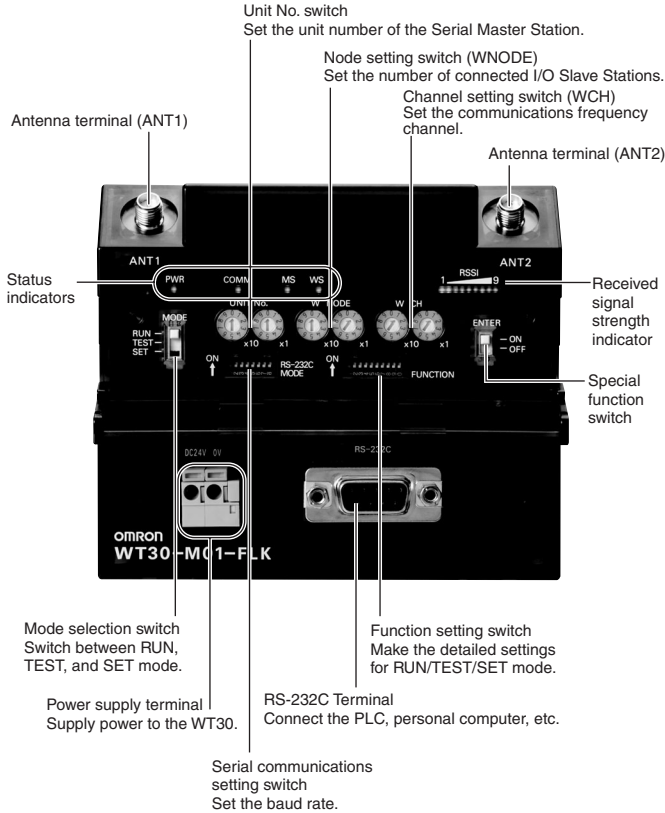 Unit No. switch
Set the unit number of the Serial Master Station.
Node setting switch (WNODE)
Set the number of connected I/O Slave Stations.
Channel setting switch (WCH)
Set the communications frequency
channel.
Antenna terminal (ANT1)
Antenna terminal (ANT2)
ANT1
ANT2
Status
indicators
PWR
COMM
MS
WS
RSSI
1
9
Received
signal
strength
indicator
MODE
UNIT No.
W NODE
W CH
ENTER
RUN
TEST
SET
x10
x1
x10
x1
x10
x1
ON
OFF
ON
RS-232C
MODE
ON
FUNCTION
Special
function
switch
DC24V 0V
RS-232C
OMRON
WT30-M01-FLK
Mode selection switch
Switch between RUN,
TEST, and SET mode.
Function setting switch
Make the detailed settings
for RUN/TEST/SET mode.
Power supply terminal
Supply power to the WT30.
RS-232C Terminal
Connect the PLC, personal computer, etc.
Serial communications
setting switch
Set the baud rate.